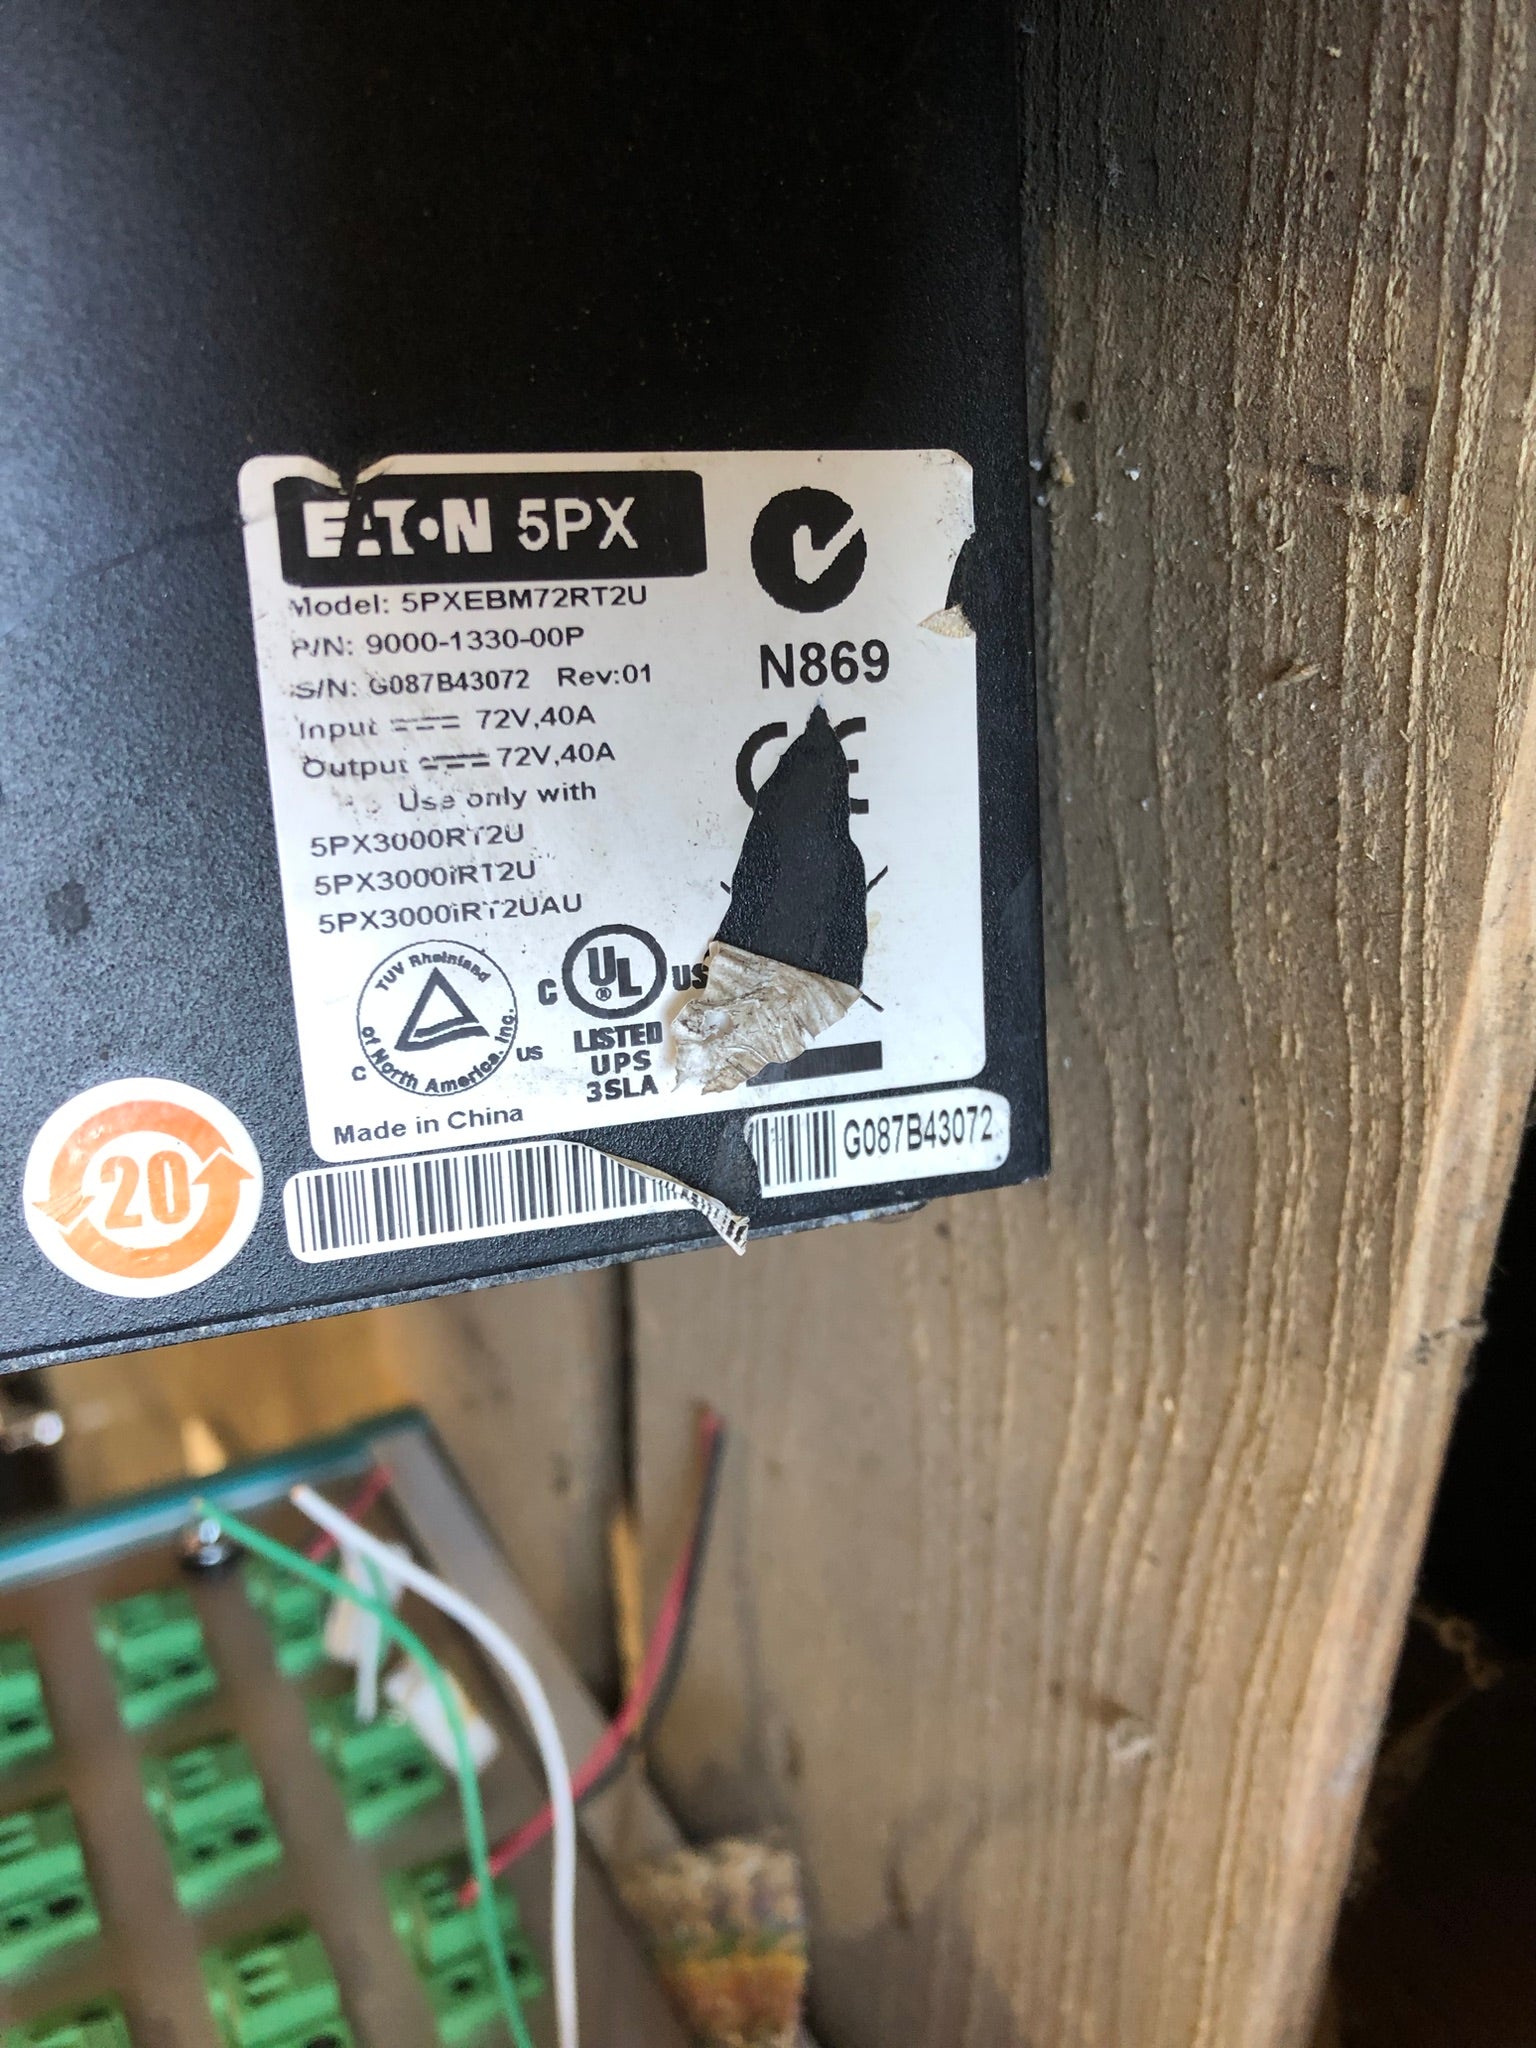 EATON 5PX
Model: 5PXEBM72RT2U
P/N: 9000-1330-00P
S/N: G087B43072 Rev:01
Input 72V,40A
Output 72V,40A
Use only with
5PX3000RT2U
5PX3000iRT2U
5PX3000iRT2UAU
N869
CE
TUV Rheinland
of North America, Inc.
C US
C UL® US
LISTED
UPS
3SLA
Made in China
G087B43072
20